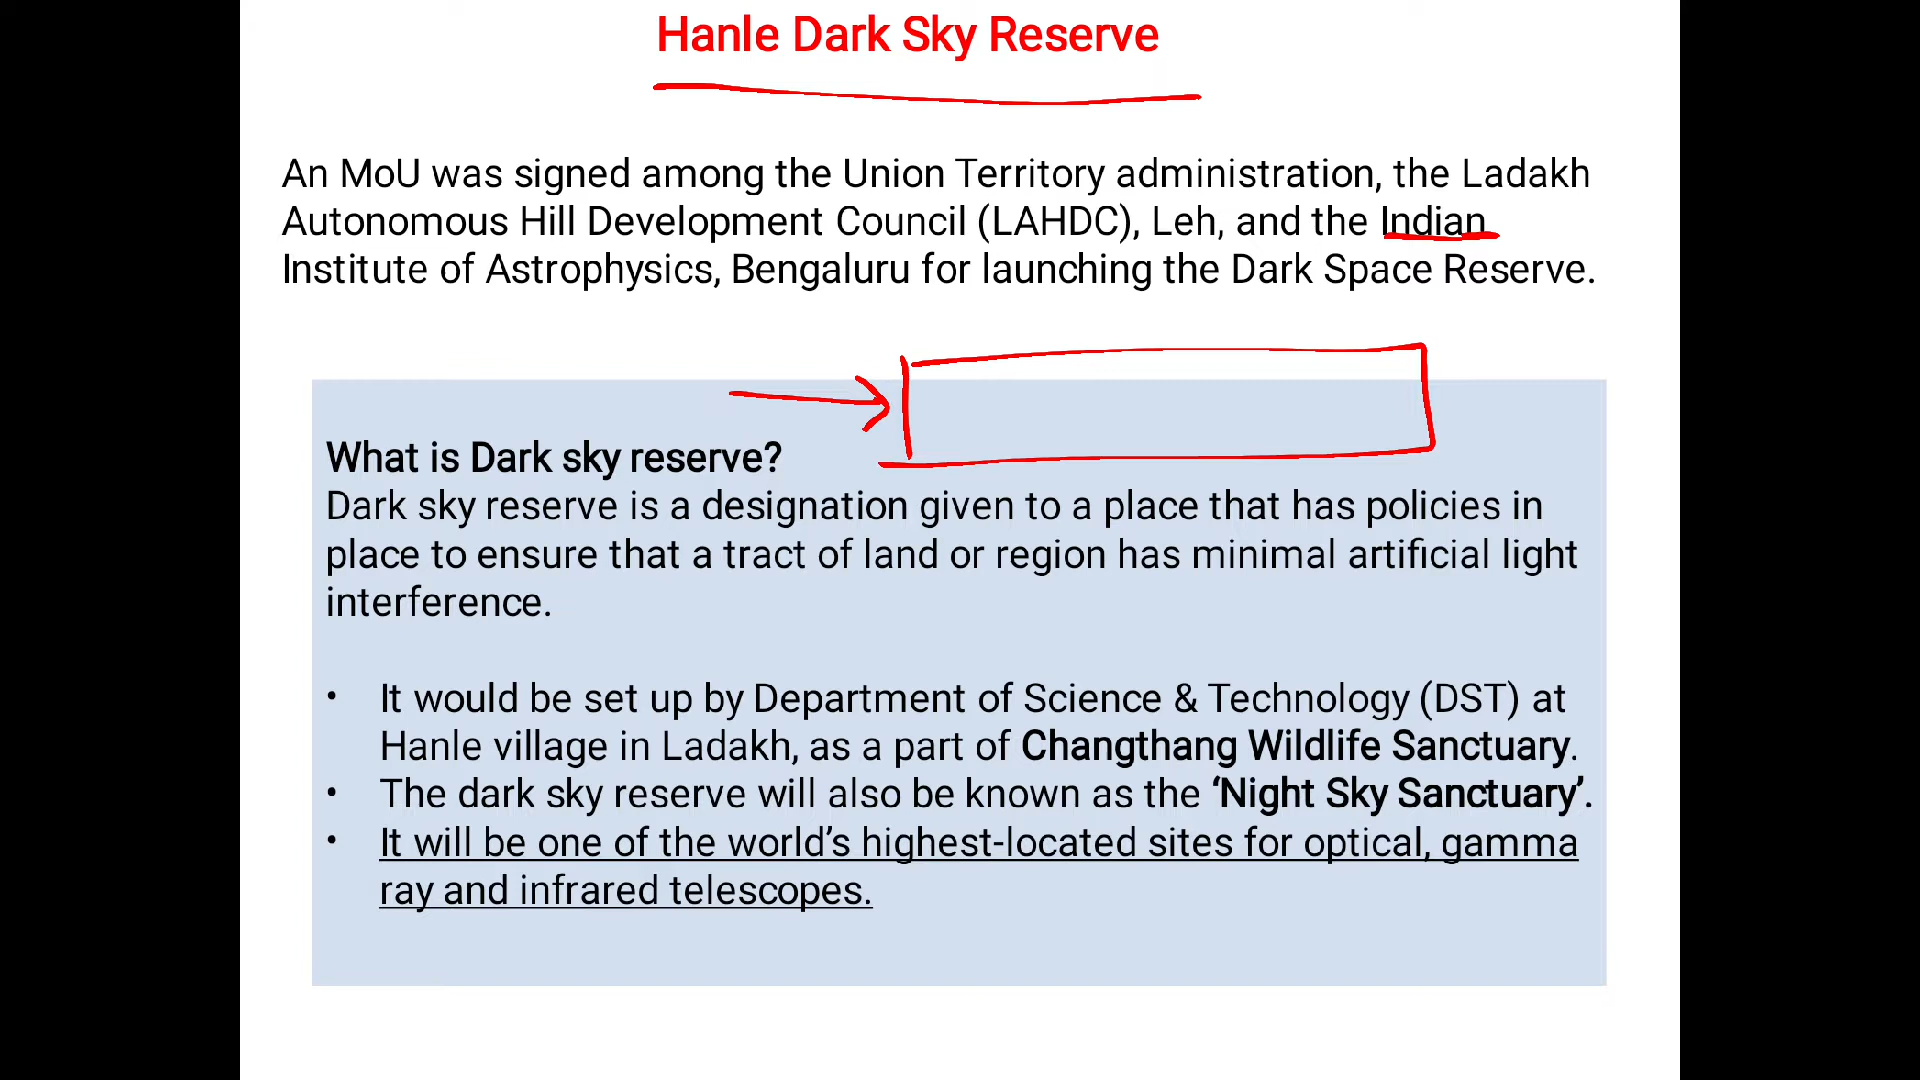 Hanle Dark Sky Reserve
An MoU was signed among the Union Territory administration, the Ladakh
Autonomous Hill Development Council (LAHDC), Leh, and the Indian
Institute of Astrophysics, Bengaluru for launching the Dark Space Reserve.
What is Dark sky reserve?
Dark sky reserve is a designation given to a place that has policies in
place to ensure that a tract of land or region has minimal artificial light
interference.
• It would be set up by Department of Science & Technology (DST) at
Hanle village in Ladakh, as a part of Changthang Wildlife Sanctuary.
• The dark sky reserve will also be known as the ‘Night Sky Sanctuary’.
• It will be one of the world’s highest-located sites for optical, gamma
ray and infrared telescopes.